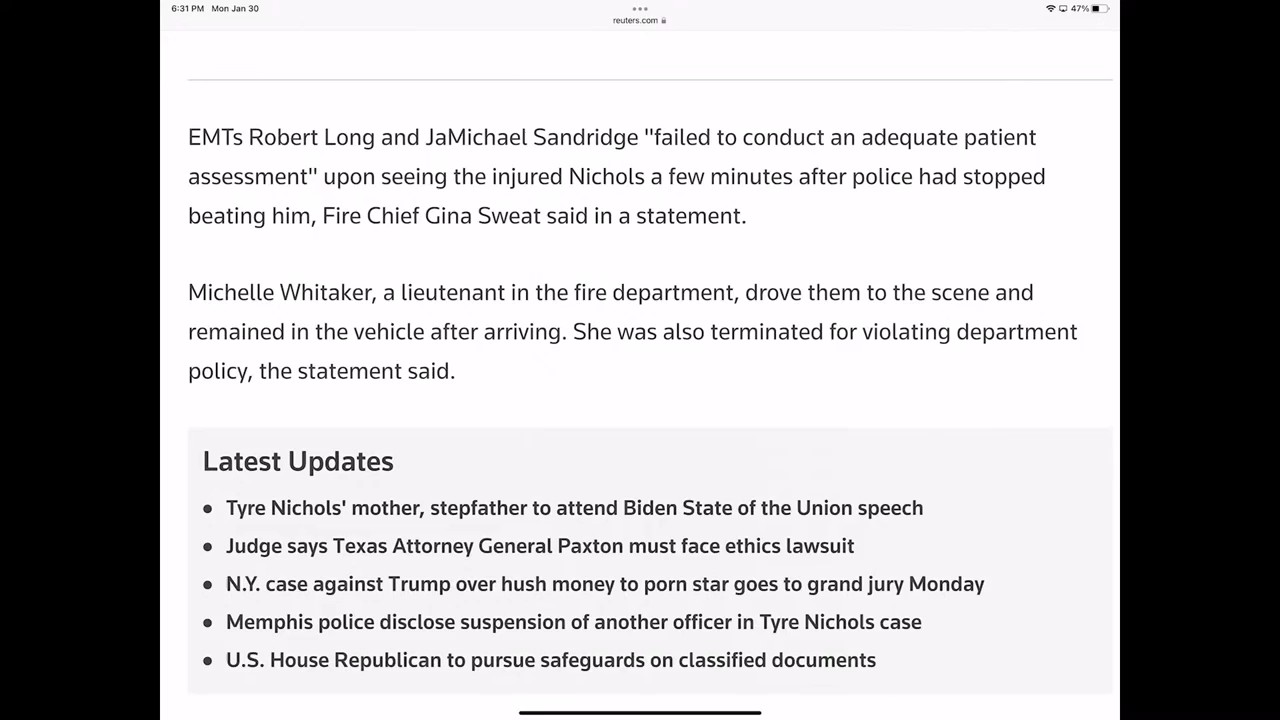 6:31 PM Mon Jan 30
47%
reuters.com
EMTs Robert Long and JaMichael Sandridge "failed to conduct an adequate patient
assessment" upon seeing the injured Nichols a few minutes after police had stopped
beating him, Fire Chief Gina Sweat said in a statement.
Michelle Whitaker, a lieutenant in the fire department, drove them to the scene and
remained in the vehicle after arriving. She was also terminated for violating department
policy, the statement said.
Latest Updates
• Tyre Nichols' mother, stepfather to attend Biden State of the Union speech
• Judge says Texas Attorney General Paxton must face ethics lawsuit
• N.Y. case against Trump over hush money to porn star goes to grand jury Monday
• Memphis police disclose suspension of another officer in Tyre Nichols case
• U.S. House Republican to pursue safeguards on classified documents